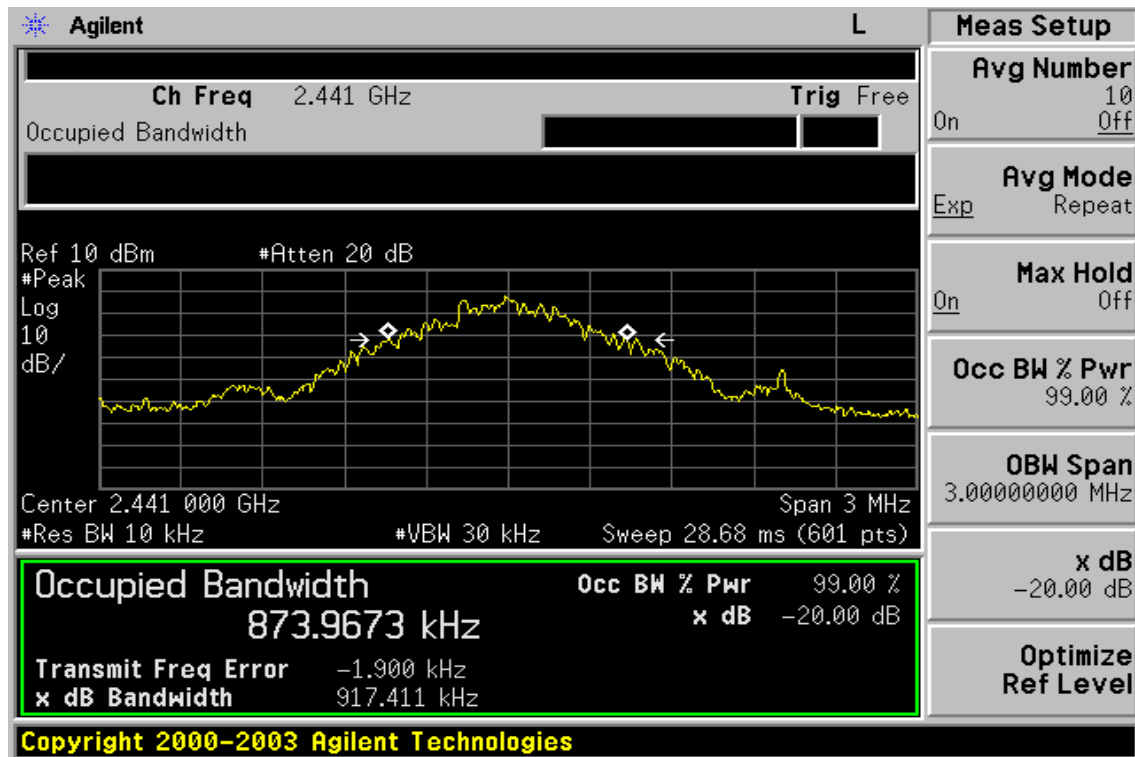 Agilent L
Ch Freq 2.441 GHz Trig Free
Occupied Bandwidth
Ref 10 dBm #Atten 20 dB
#Peak
Log
10
dB/
Center 2.441 000 GHz Span 3 MHz
#Res BW 10 kHz #VBW 30 kHz Sweep 28.68 ms (601 pts)
Occupied Bandwidth Occ BW % Pwr 99.00 %
873.9673 kHz x dB -20.00 dB
Transmit Freq Error -1.900 kHz
x dB Bandwidth 917.411 kHz
Copyright 2000-2003 Agilent Technologies
Meas Setup
Avg Number
10
On Off
Avg Mode
Exp Repeat
Max Hold
On Off
Occ BW % Pwr
99.00 %
OBW Span
3.00000000 MHz
x dB
-20.00 dB
Optimize
Ref Level